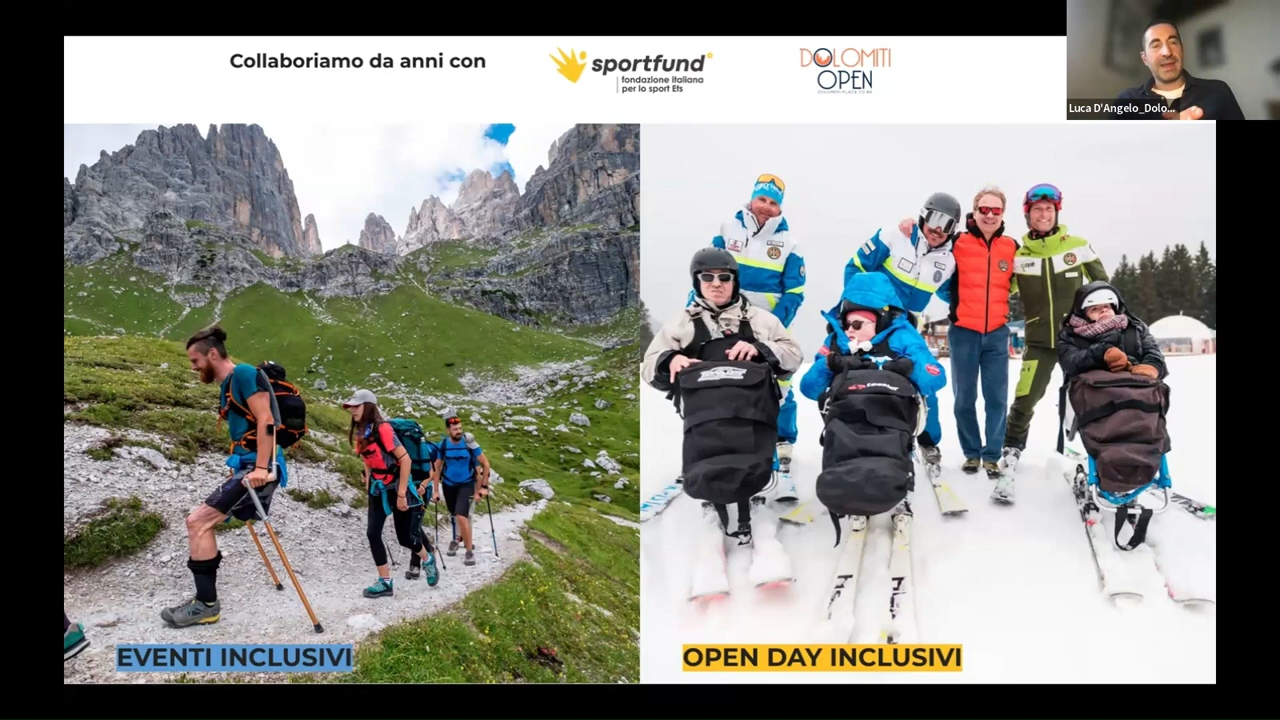 Collaboriamo da anni con
sportfund
fondazione italiana
per lo sport Ets
DOLOMITI
OPEN
Luca D'Angelo_Dolo...
EVENTI INCLUSIVI
OPEN DAY INCLUSIVI